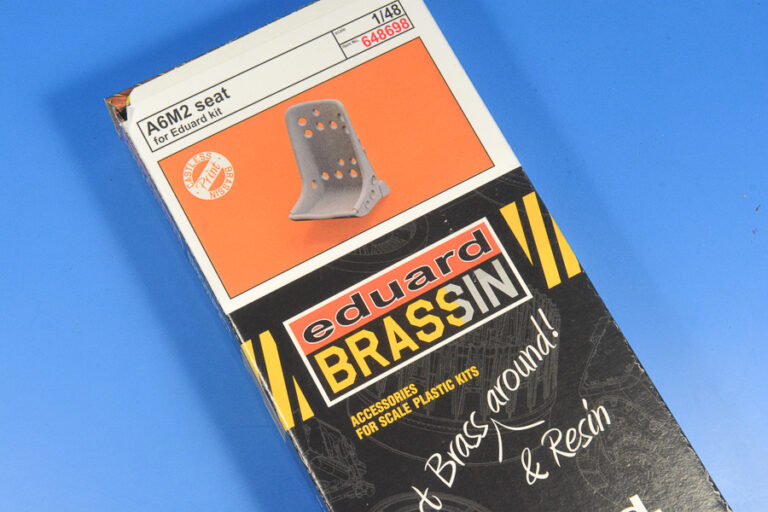 SCALE
1/48
Item No.
648698
A6M2 seat
for Eduard kit
CASTLESS
Print
BRASSIN
eduard
BRASSIN
ACCESSORIES
FOR SCALE PLASTIC KITS
Brass around!
& Resin